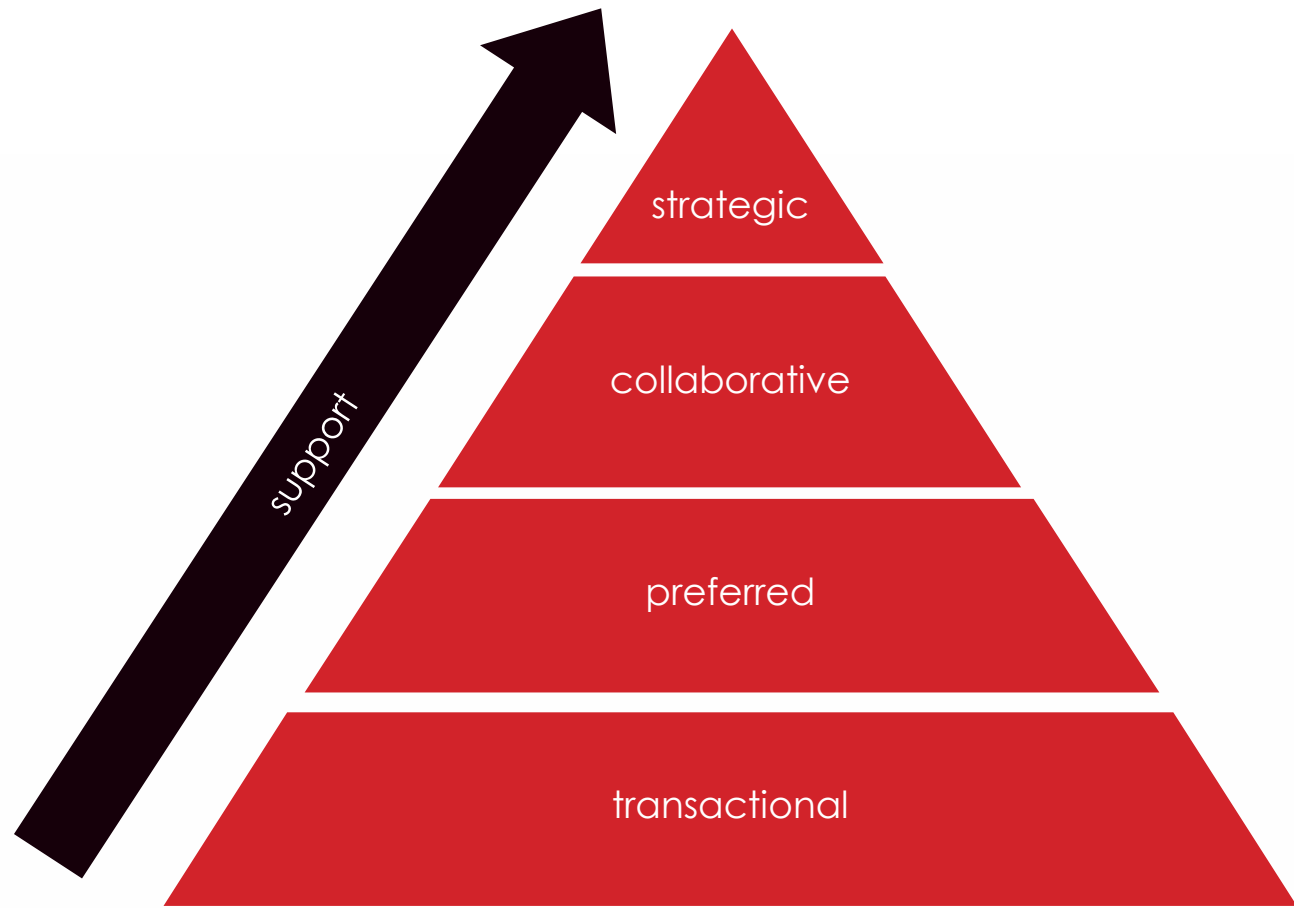 strategic
collaborative
support
preferred
transactional